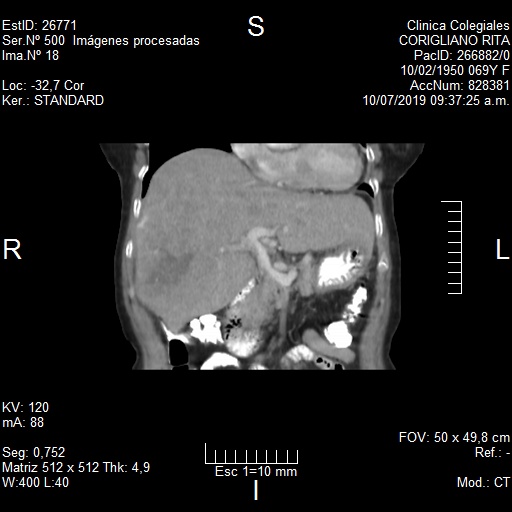 EstID: 26771
Ser.Nº 500 Imágenes procesadas
Ima.Nº 18
Loc: -32,7 Cor
Ker.: STANDARD
S
Clinica Colegiales
CORIGLIANO RITA
PacID: 266882/0
10/02/1950 069Y F
AccNum: 828381
10/07/2019 09:37:25 a.m.
R
L
KV: 120
mA: 88
Seg: 0,752
Matriz 512 x 512 Thk: 4,9
W:400 L:40
Esc 1=10 mm
I
FOV: 50 x 49,8 cm
Ref.: -
Mod.: CT